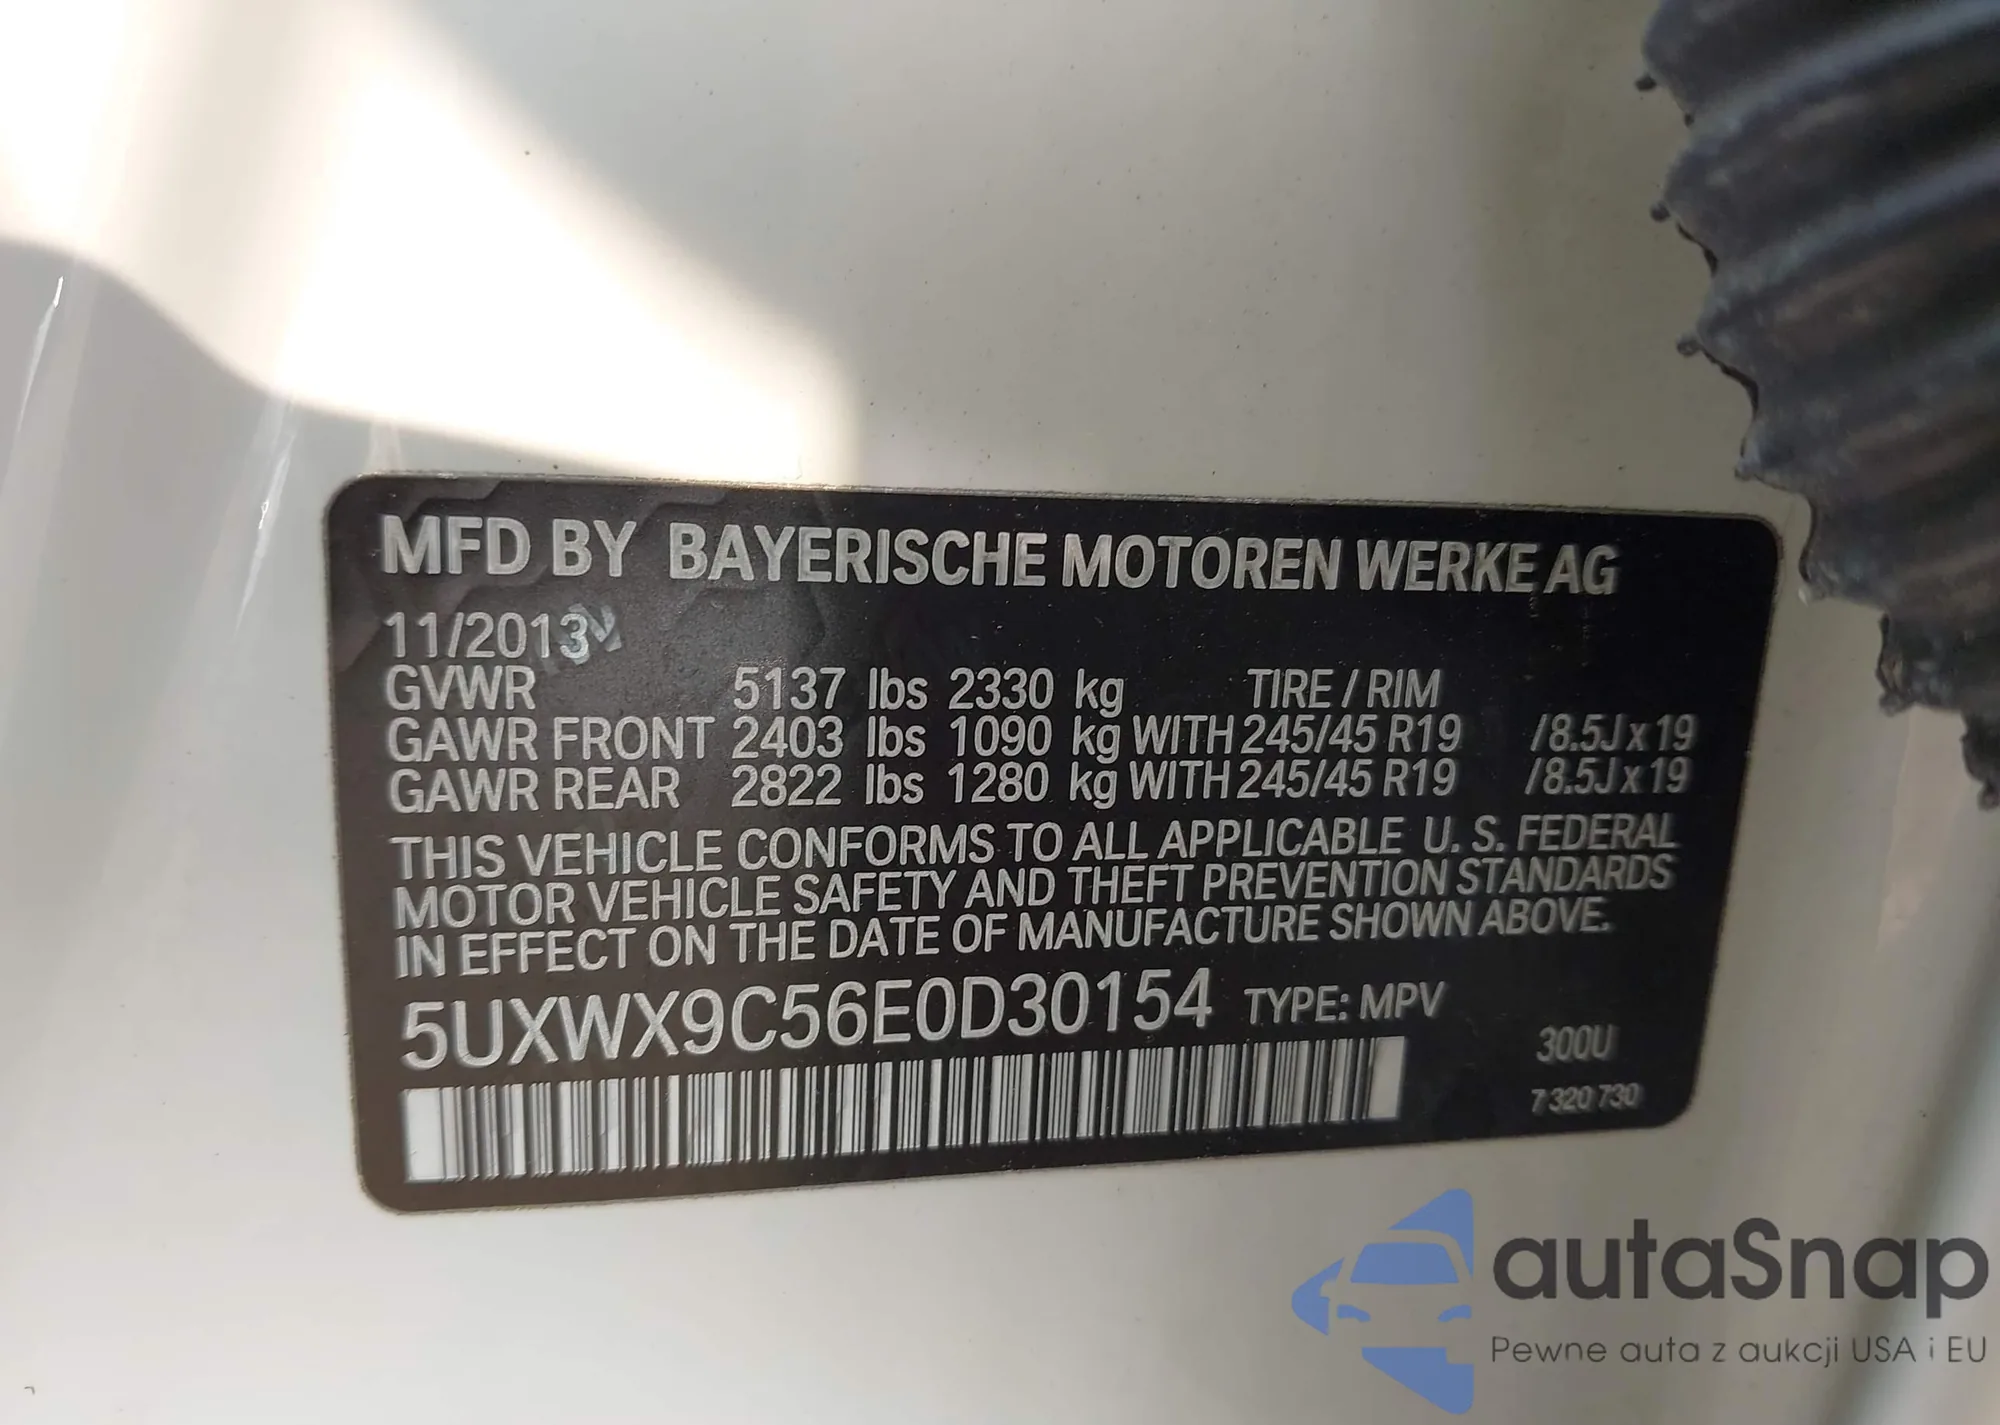 MFD BY BAYERISCHE MOTOREN WERKE AG
11/2013
GVWR 5137 lbs 2330 kg TIRE / RIM
GAWR FRONT 2403 lbs 1090 kg WITH 245/45 R19 /8.5J x 19
GAWR REAR 2822 lbs 1280 kg WITH 245/45 R19 /8.5J x 19
THIS VEHICLE CONFORMS TO ALL APPLICABLE U. S. FEDERAL
MOTOR VEHICLE SAFETY AND THEFT PREVENTION STANDARDS
IN EFFECT ON THE DATE OF MANUFACTURE SHOWN ABOVE.
5UXWX9C56E0D30154 TYPE: MPV
300U
7 320 730
autaSnap
Pewne auta z aukcji USA i EU